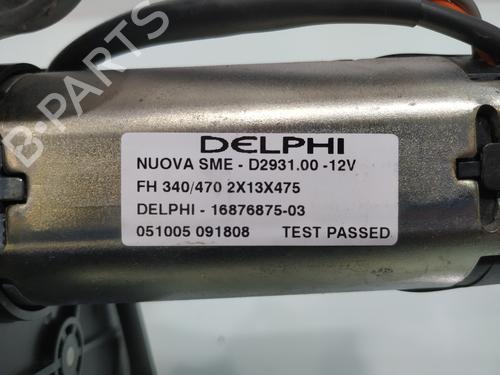 DELPHI
NUOVA SME - D2931.00 -12V
FH 340/470 2X13X475
DELPHI - 16876875-03
051005 091808 TEST PASSED
B-PARTS